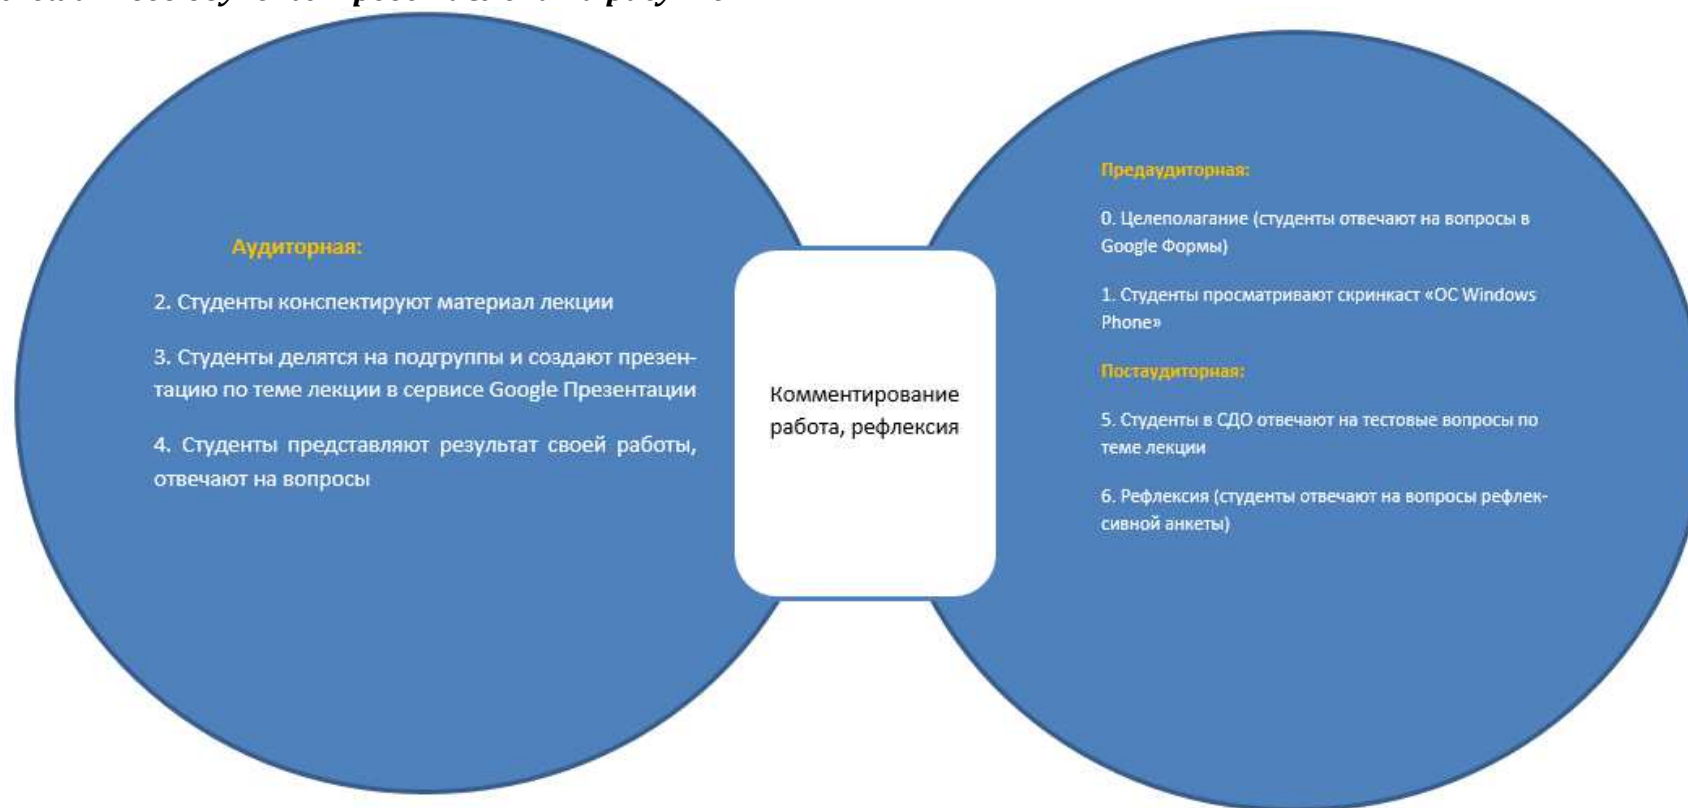 Аудиторная:
2. Студенты конспектируют материал лекции
3. Студенты делятся на подгруппы и создают презен-
тацию по теме лекции в сервисе Google Презентации
4. Студенты представляют результат своей работы,
отвечают на вопросы
Комментирование
работа, рефлексия
Предаудиторная:
0. Целеполагание (студенты отвечают на вопросы в
Google Формы)
1. Студенты просматривают скринкаст «ОС Windows
Phone»
Постаудиторная:
5. Студенты в СДО отвечают на тестовые вопросы по
теме лекции
6. Рефлексия (студенты отвечают на вопросы рефлек-
сивной анкеты)